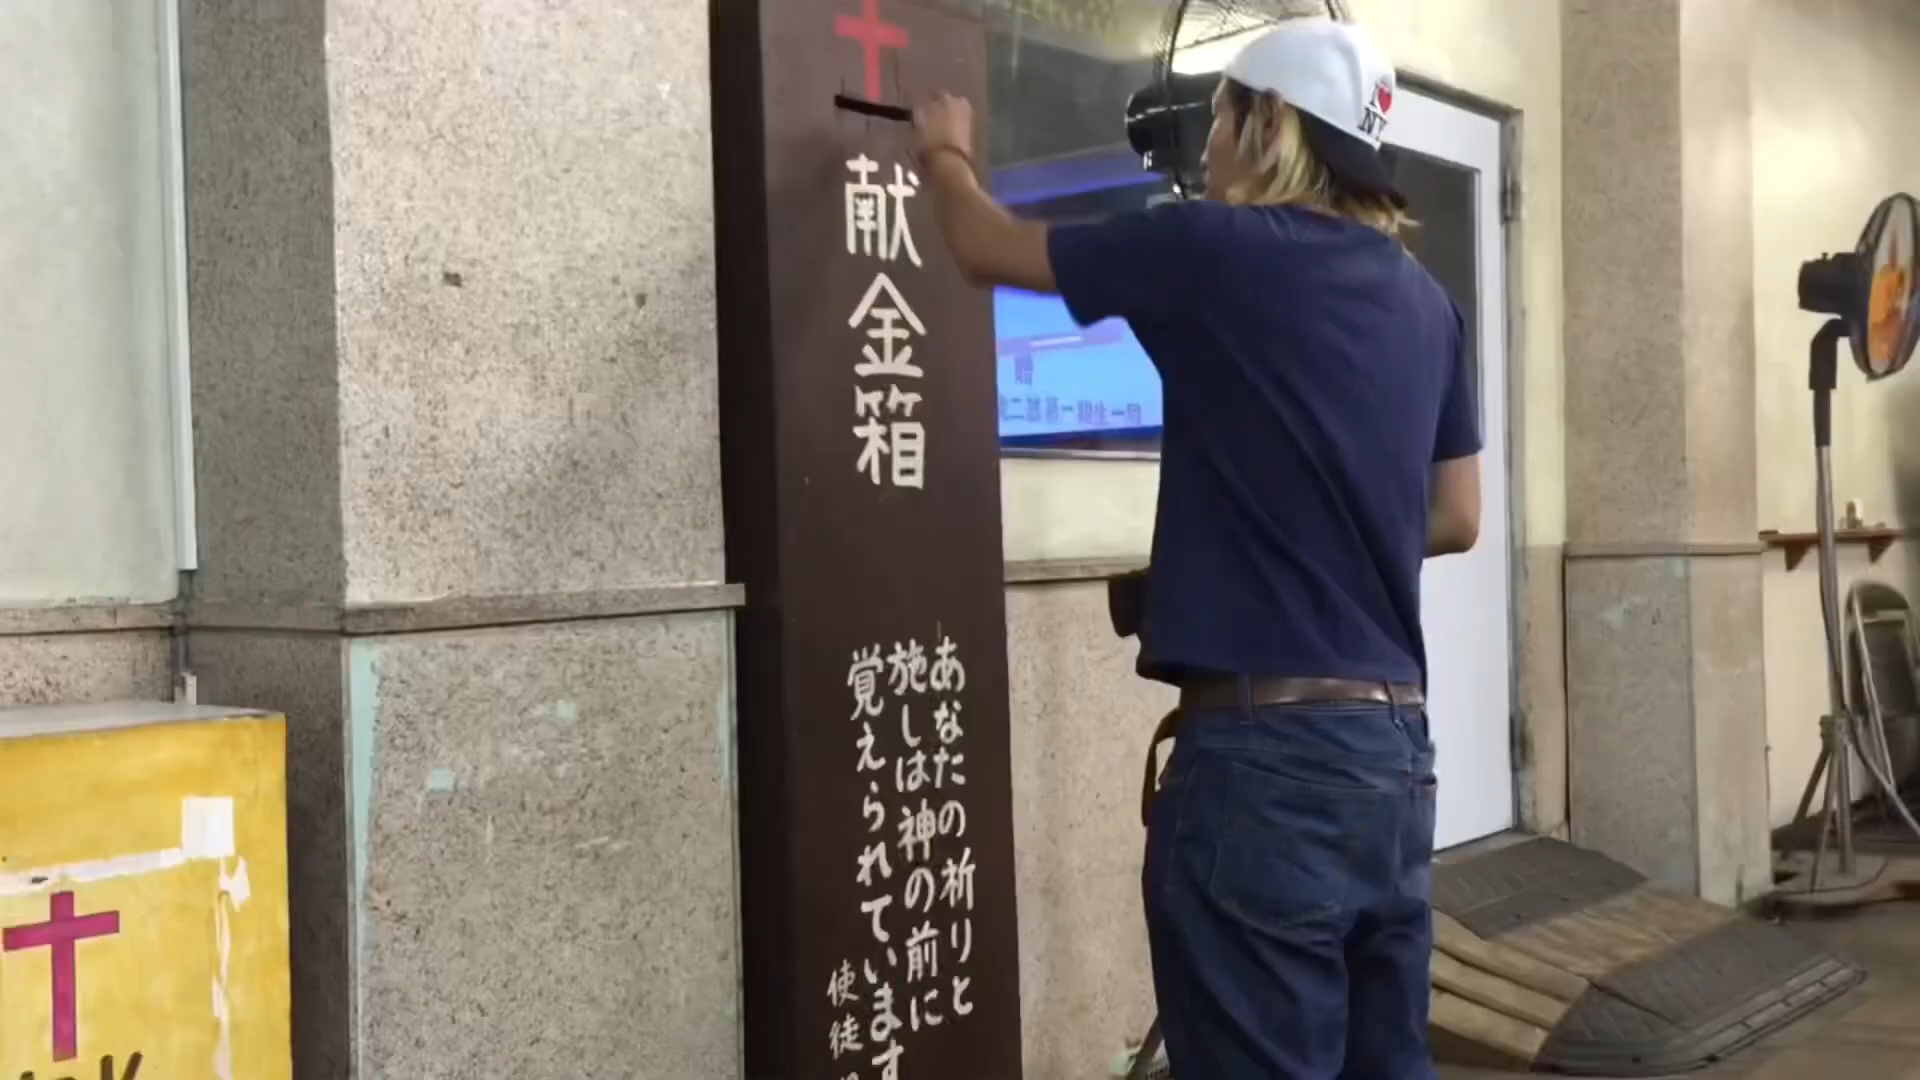 献金箱
あなたの祈りと
施しは神の前に
覚えられています
使徒
I ♥ NY
贈